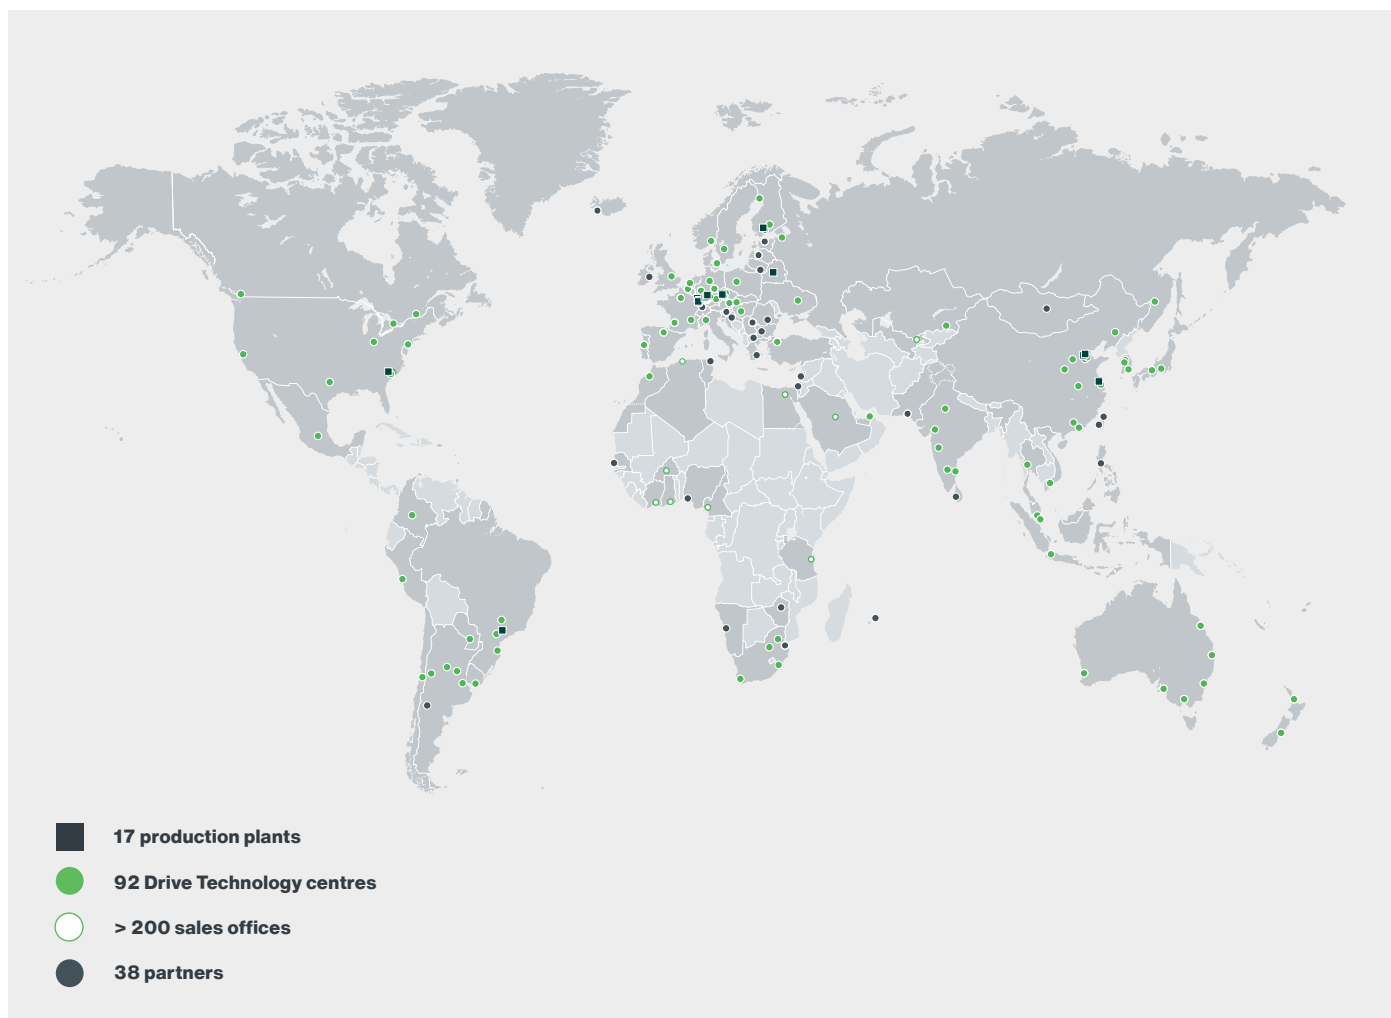 17 production plants
92 Drive Technology centres
> 200 sales offices
38 partners